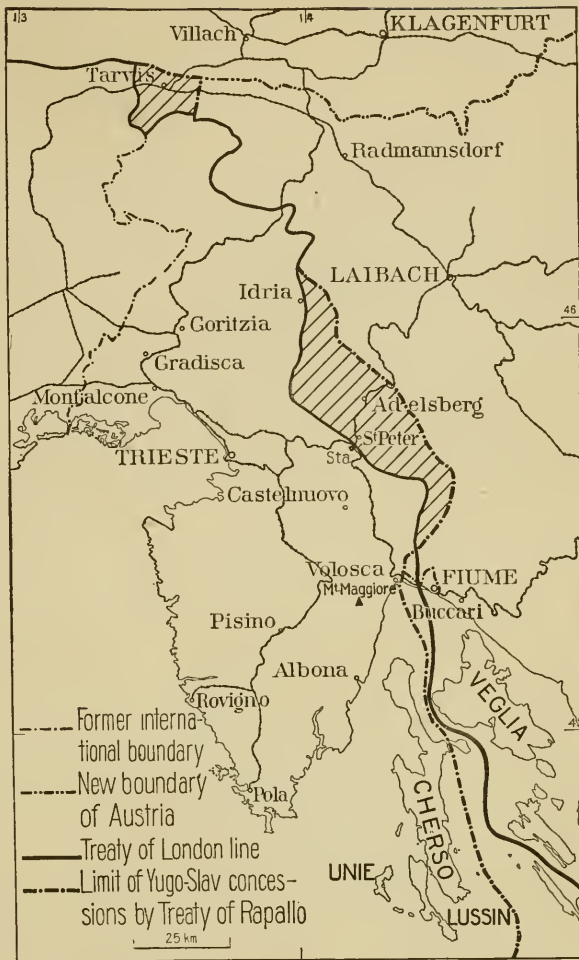 13
14
Villach
KLAGENFURT
Tarvis
Radmannsdorf
LAIBACH
Idria
46
Goritzia
Gradisca
Monfalcone
Adelsberg
St Peter
Sta
TRIESTE
Castelnuovo
Volosca
FIUME
Mt Maggiore
Buccari
Pisino
Albona
VEGLIA
Rovigno
45
Former interna-
tional boundary
New boundary
of Austria
Pola
CHERSO
Treaty of London line
Limit of Yugo-Slav conces-
sions by Treaty of Rapallo
UNIE
LUSSIN
25 km